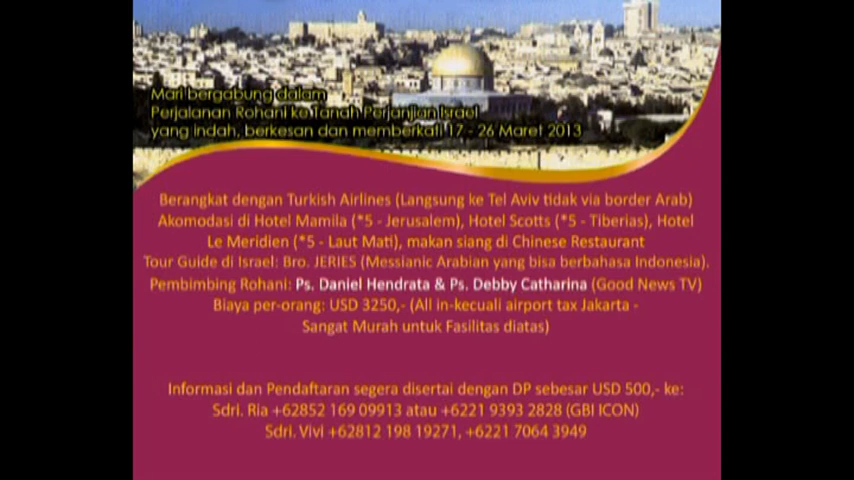 Mari bergabung dalam
Perjalanan Rohani ke Tanah Perjanjian Israel
yang indah, berkesan dan memberkati 17 - 26 Maret 2013
Berangkat dengan Turkish Airlines (Langsung ke Tel Aviv tidak via border Arab)
Akomodasi di Hotel Mamila (*5 - Jerusalem), Hotel Scotts (*5 - Tiberias), Hotel
Le Meridien (*5 - Laut Mati), makan siang di Chinese Restaurant
Tour Guide di Israel: Bro. JERIES (Messianic Arabian yang bisa berbahasa Indonesia).
Pembimbing Rohani: Ps. Daniel Hendrata & Ps. Debby Catharina (Good News TV)
Biaya per-orang: USD 3250,- (All in-kecuali airport tax Jakarta -
Sangat Murah untuk Fasilitas diatas)
Informasi dan Pendaftaran segera disertai dengan DP sebesar USD 500,- ke:
Sdri. Ria +62852 169 09913 atau +6221 9393 2828 (GBI ICON)
Sdri. Vivi +62812 198 19271, +6221 7064 3949